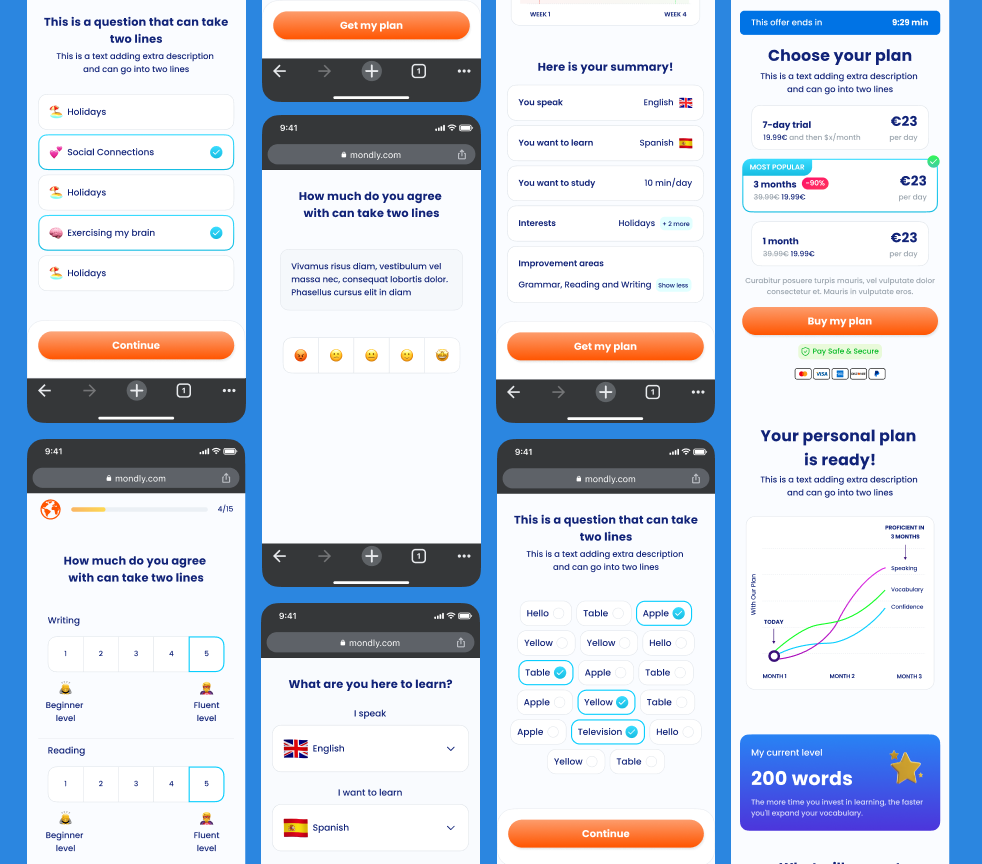 This is a question that can take
two lines
This is a text adding extra description
and can go into two lines
Holidays
Social Connections
Holidays
Exercising my brain
Holidays
Continue
1
9:41
mondly.com
4/15
How much do you agree
with can take two lines
Writing
1 2 3 4 5
Beginner
level
Fluent
level
Reading
1 2 3 4 5
Beginner
level
Fluent
level
Get my plan
1
9:41
mondly.com
How much do you agree
with can take two lines
Vivamus risus diam, vestibulum vel
massa nec, consequat lobortis dolor.
Phasellus cursus elit in diam
1
9:41
mondly.com
What are you here to learn?
I speak
English
I want to learn
Spanish
WEEK 1 WEEK 4
Here is your summary!
You speak English
You want to learn Spanish
You want to study 10 min/day
Interests Holidays + 2 more
Improvement areas
Grammar, Reading and Writing Show less
Get my plan
1
9:41
mondly.com
This is a question that can take
two lines
This is a text adding extra description
and can go into two lines
Hello Table Apple
Yellow Yellow Hello
Table Apple Table
Apple Yellow Table
Apple Television Hello
Yellow Table
Continue
This offer ends in 9:29 min
Choose your plan
This is a text adding extra description
and can go into two lines
7-day trial €23
19.99€ and then $x/month per day
MOST POPULAR
3 months -90% €23
39.99€ 19.99€ per day
1 month €23
39.99€ 19.99€ per day
Curabitur posuere turpis mauris, vel vulputate dolor
consectetur et. Mauris in vulputate eros.
Buy my plan
Pay Safe & Secure
VISA
Your personal plan
is ready!
This is a text adding extra description
and can go into two lines
PROFICIENT IN
3 MONTHS
Speaking
Vocabulary
Confidence
With Our Plan
TODAY
MONTH 1 MONTH 2 MONTH 3
My current level
200 words
The more time you invest in learning, the faster
you'll expand your vocabulary.